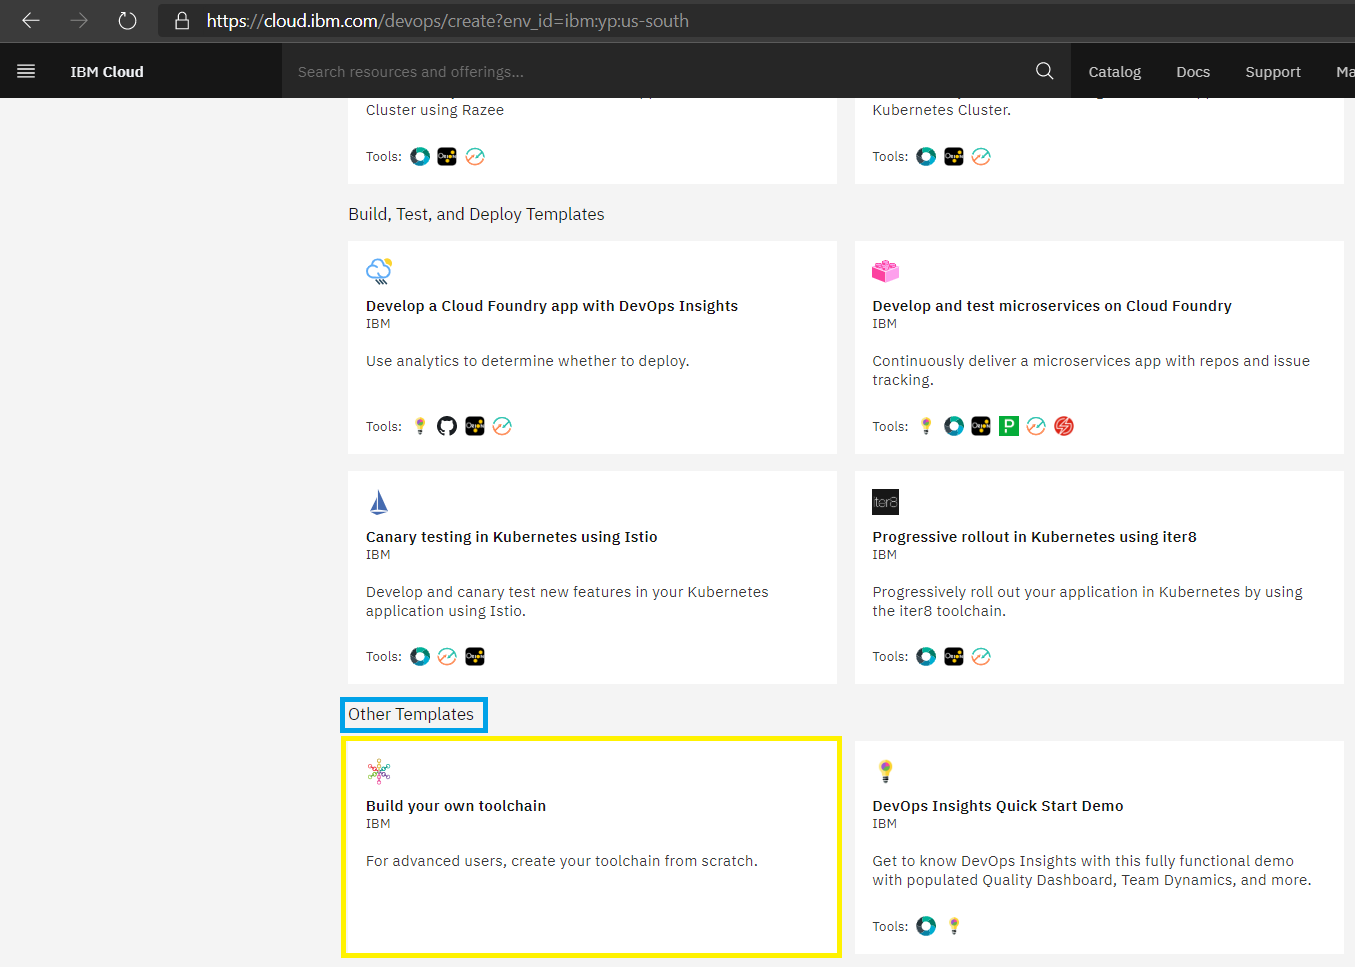 https://cloud.ibm.com/devops/create?env_id=ibm:yp:us-south
IBM Cloud
Search resources and offerings...
Catalog
Docs
Support
Ma
Cluster using Razee
Tools:
Kubernetes Cluster.
Tools:
Build, Test, and Deploy Templates
Develop a Cloud Foundry app with DevOps Insights
IBM
Use analytics to determine whether to deploy.
Tools:
Develop and test microservices on Cloud Foundry
IBM
Continuously deliver a microservices app with repos and issue
tracking.
Tools:
Canary testing in Kubernetes using Istio
IBM
Develop and canary test new features in your Kubernetes
application using Istio.
Tools:
iter8
Progressive rollout in Kubernetes using iter8
IBM
Progressively roll out your application in Kubernetes by using
the iter8 toolchain.
Tools:
Other Templates
Build your own toolchain
IBM
For advanced users, create your toolchain from scratch.
DevOps Insights Quick Start Demo
IBM
Get to know DevOps Insights with this fully functional demo
with populated Quality Dashboard, Team Dynamics, and more.
Tools: